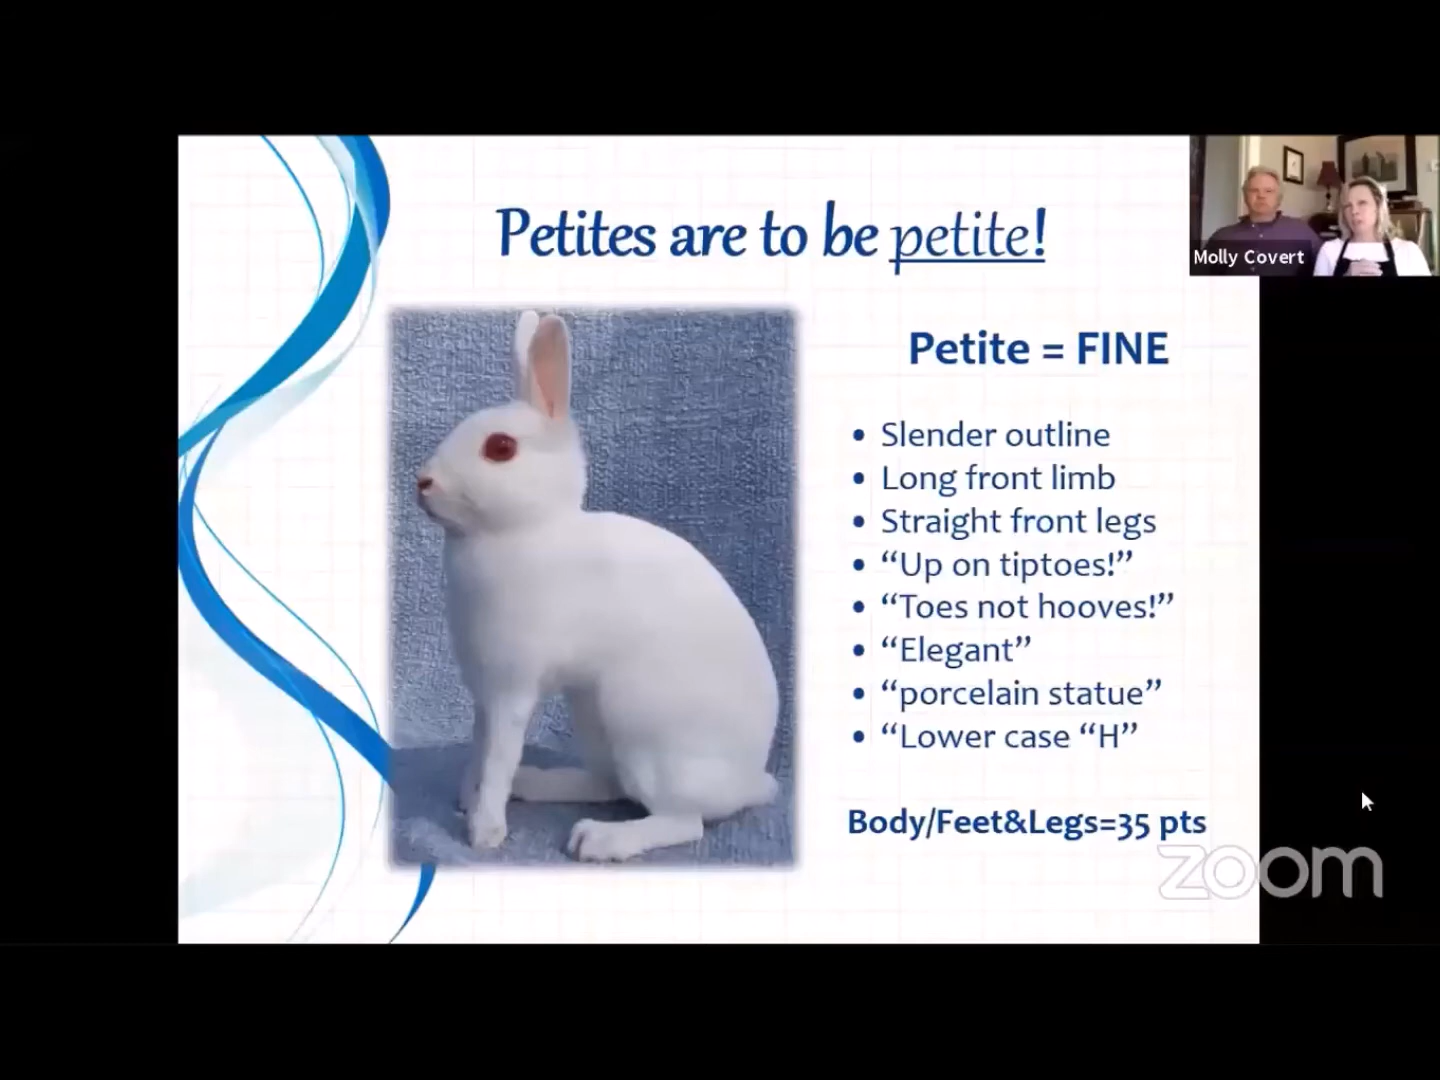 Petites are to be petite!
Molly Covert
Petite = FINE
• Slender outline
• Long front limb
• Straight front legs
• “Up on tiptoes!”
• “Toes not hooves!”
• “Elegant”
• “porcelain statue”
• “Lower case “H”
Body/Feet&Legs=35 pts
zoom